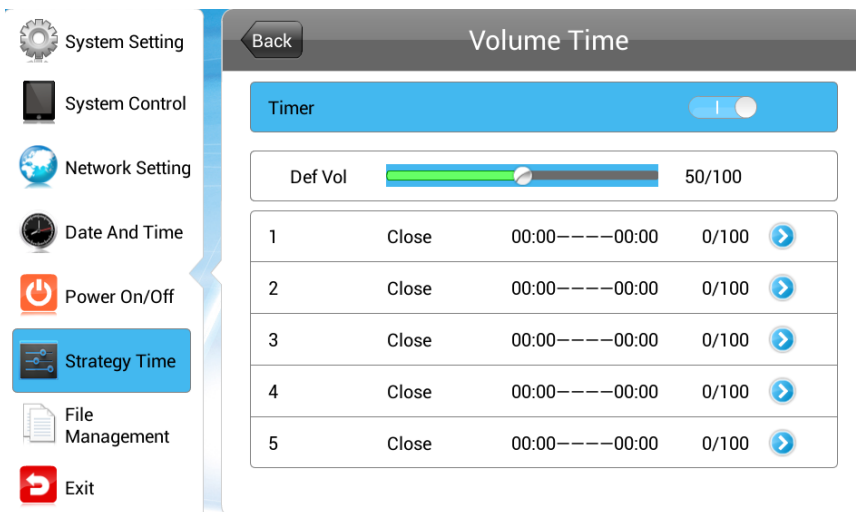 System Setting
System Control
Network Setting
Date And Time
Power On/Off
Strategy Time
File
Management
Exit
Back
Volume Time
Timer
Def Vol 50/100
1 Close 00:00————00:00 0/100
2 Close 00:00————00:00 0/100
3 Close 00:00————00:00 0/100
4 Close 00:00————00:00 0/100
5 Close 00:00————00:00 0/100